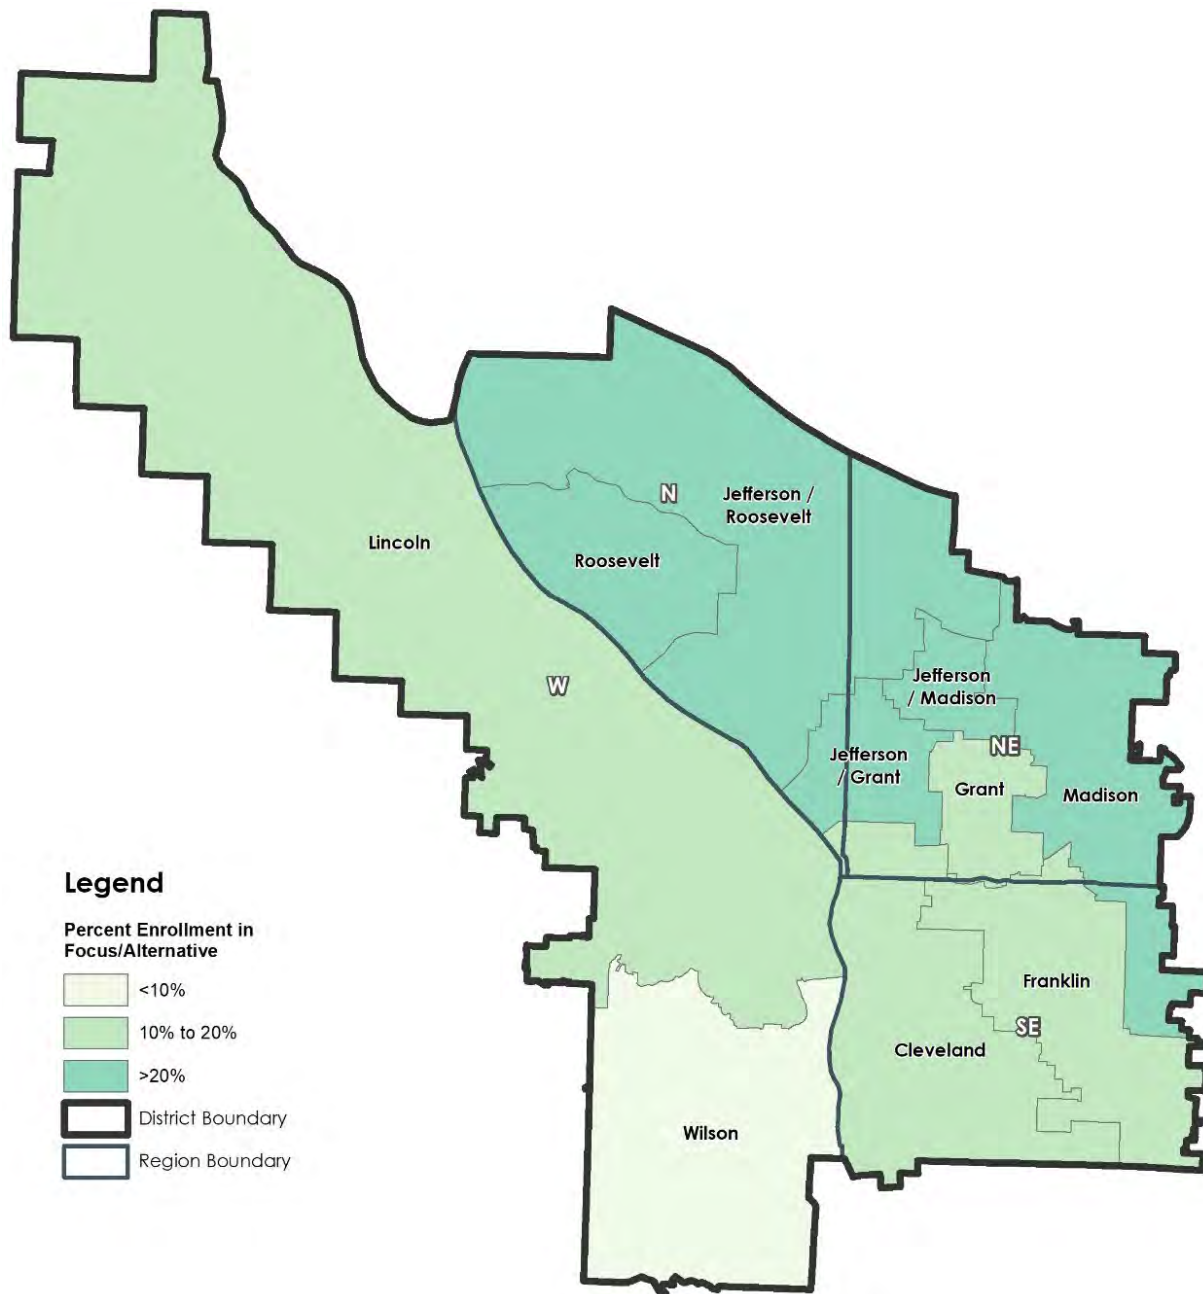 N
Jefferson /
Roosevelt
Lincoln
Roosevelt
W
Jefferson
/ Madison
NE
Jefferson
/ Grant
Grant
Madison
Legend
Percent Enrollment in
Focus/Alternative
<10%
10% to 20%
>20%
District Boundary
Region Boundary
Franklin
SE
Cleveland
Wilson